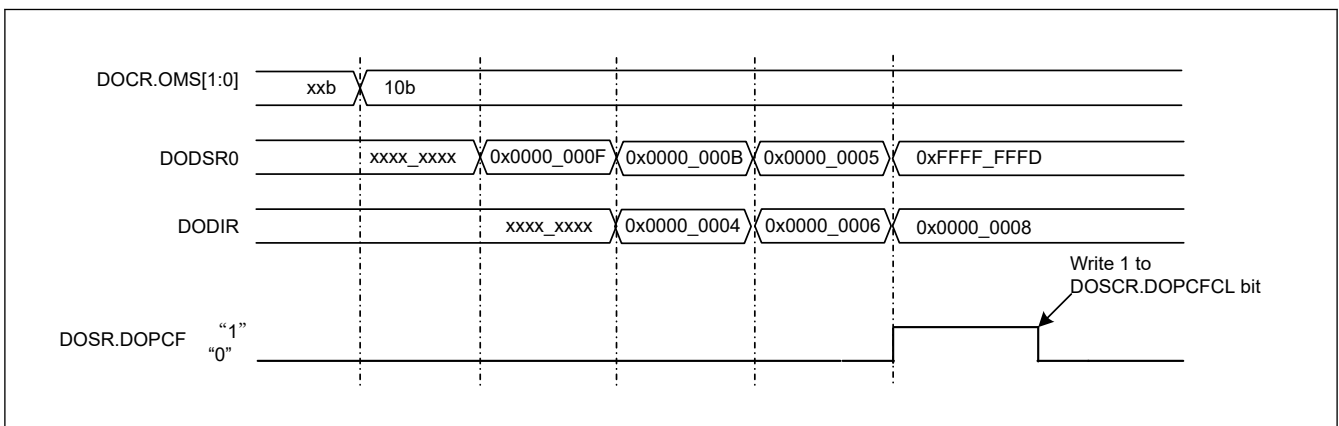 DOCR.OMS[1:0] xxb 10b
DODSR0 xxxx_xxxx 0x0000_000F 0x0000_000B 0x0000_0005 0xFFFF_FFFD
DODIR xxxx_xxxx 0x0000_0004 0x0000_0006 0x0000_0008
Write 1 to
DOSCR.DOPCFCL bit
DOSR.DOPCF “1”
“0”